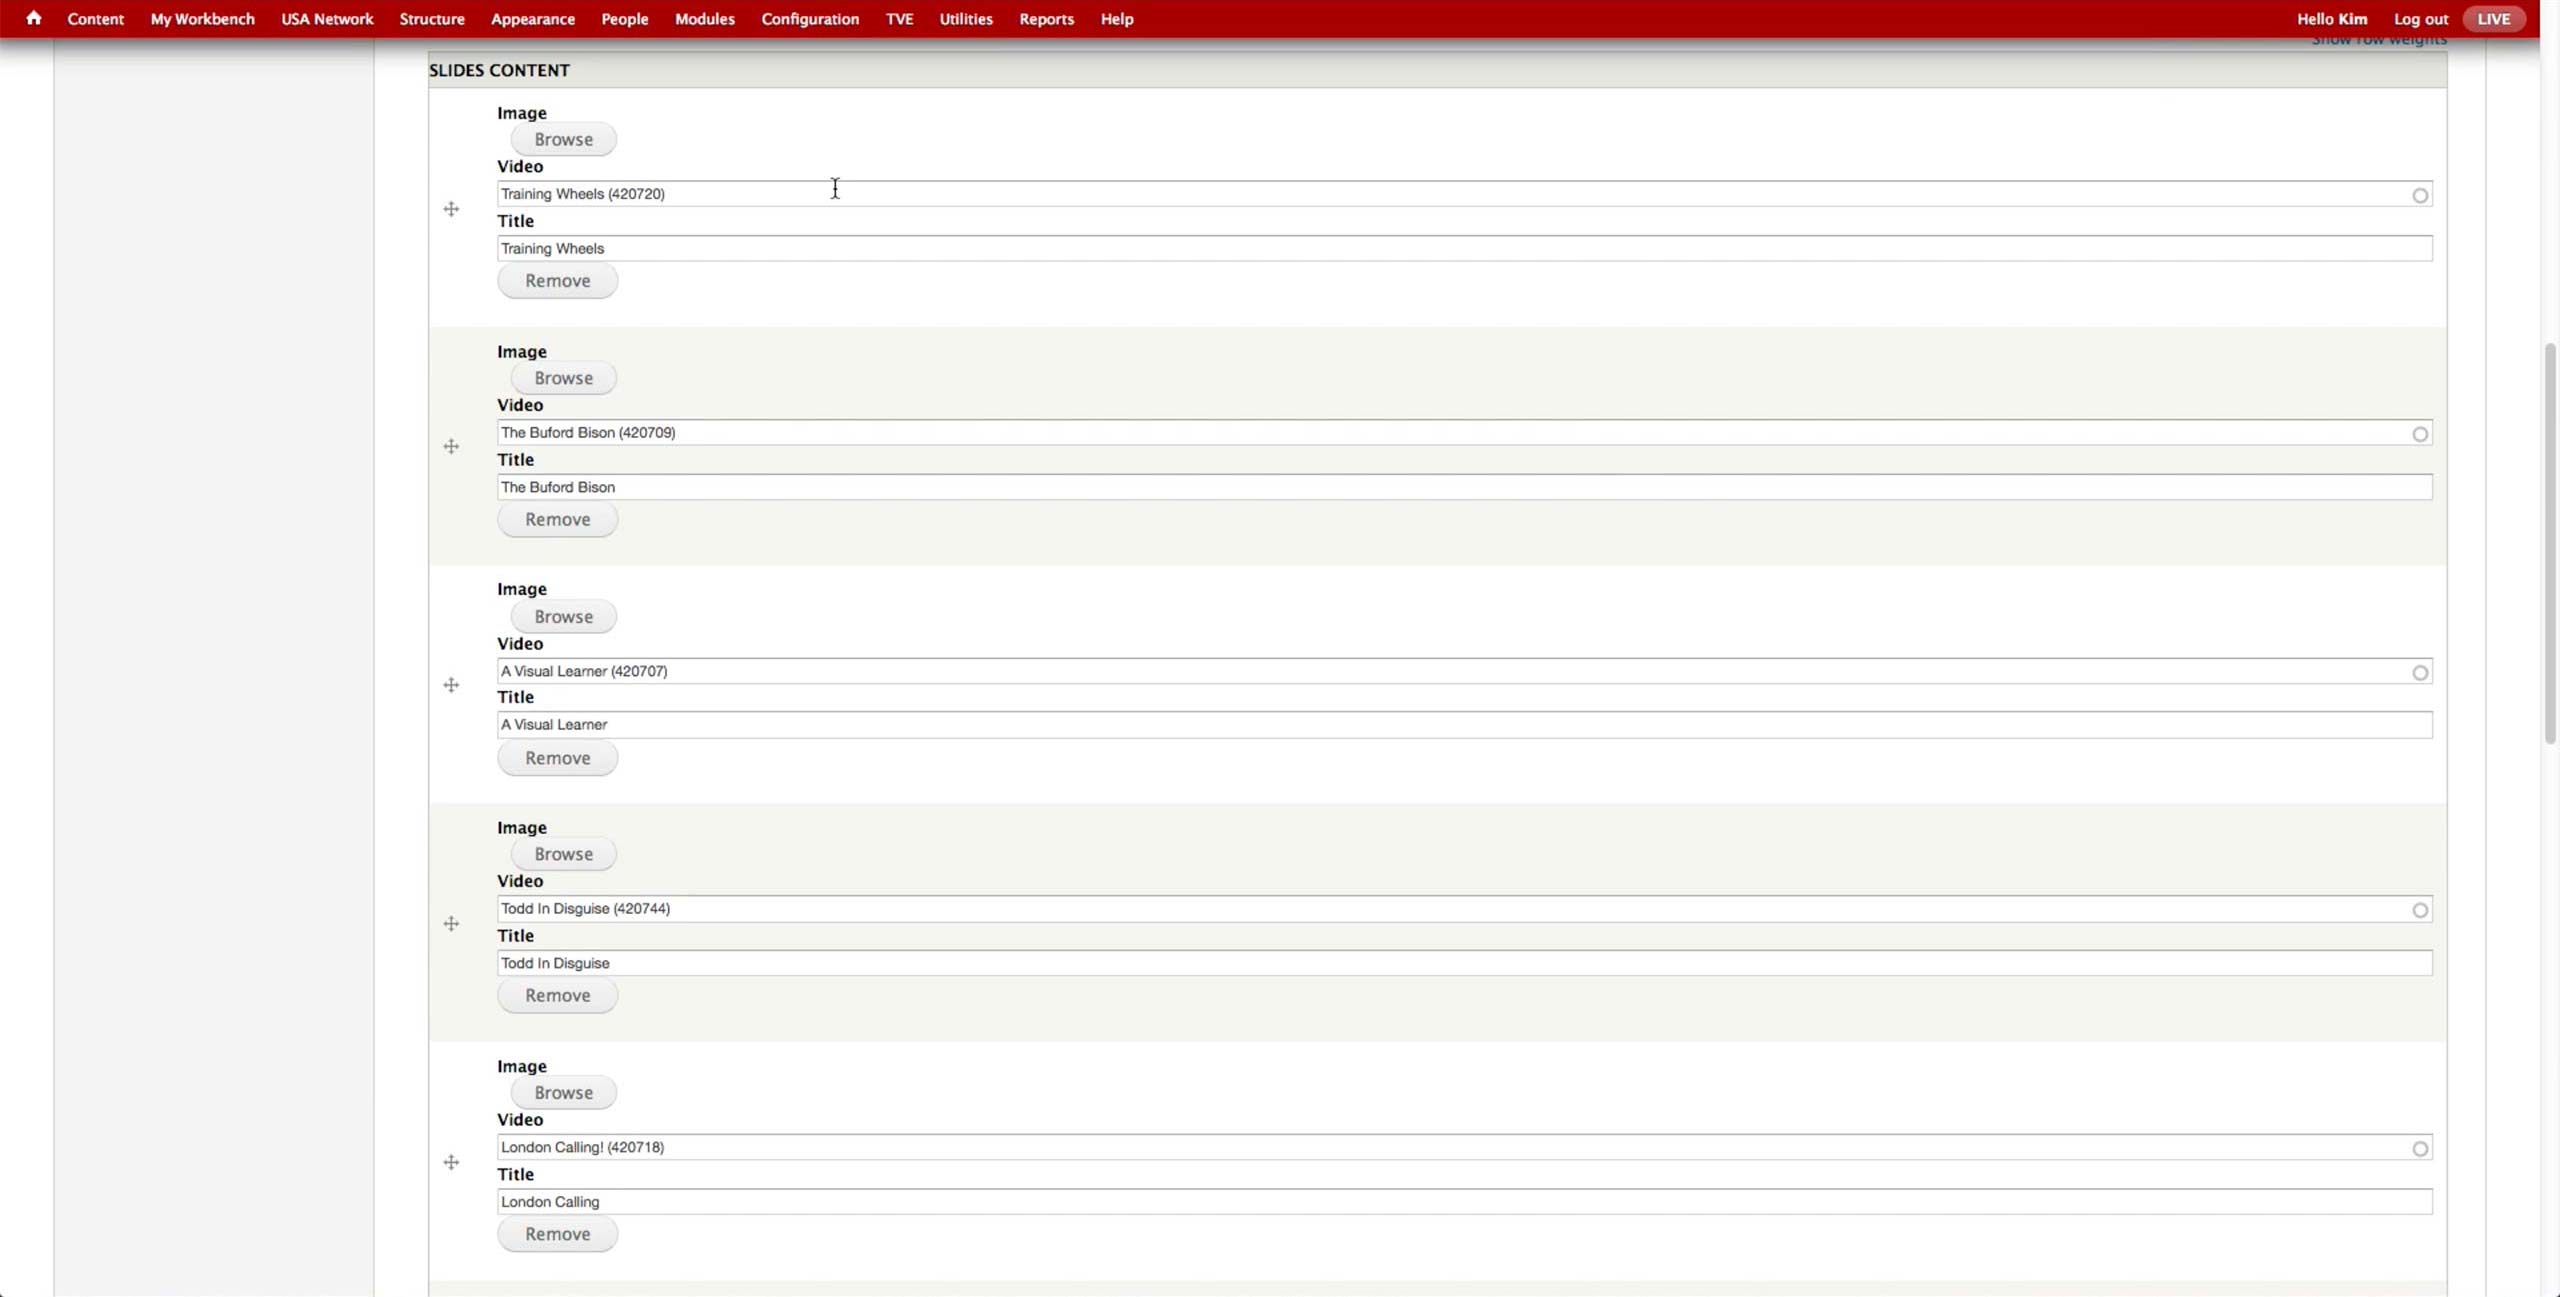 Content My Workbench USA Network Structure Appearance People Modules Configuration TVE Utilities Reports Help Hello Kim Log out LIVE
Show row weights
SLIDES CONTENT
Image
Browse
Video
Training Wheels (420720)
Title
Training Wheels
Remove
Image
Browse
Video
The Buford Bison (420709)
Title
The Buford Bison
Remove
Image
Browse
Video
A Visual Learner (420707)
Title
A Visual Learner
Remove
Image
Browse
Video
Todd In Disguise (420744)
Title
Todd In Disguise
Remove
Image
Browse
Video
London Calling! (420718)
Title
London Calling
Remove